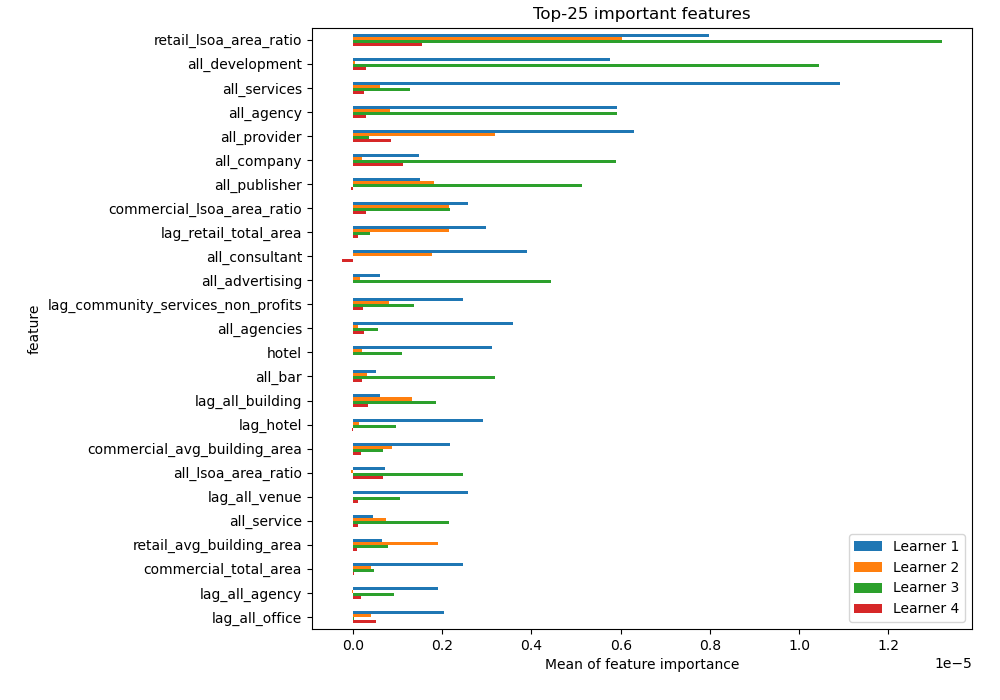 Top-25 important features
retail_lsoa_area_ratio
all_development
all_services
all_agency
all_provider
all_company
all_publisher
commercial_lsoa_area_ratio
lag_retail_total_area
all_consultant
all_advertising
lag_community_services_non_profits
all_agencies
hotel
all_bar
lag_all_building
lag_hotel
commercial_avg_building_area
all_lsoa_area_ratio
lag_all_venue
all_service
retail_avg_building_area
commercial_total_area
lag_all_agency
lag_all_office
feature
Learner 1
Learner 2
Learner 3
Learner 4
0.0 0.2 0.4 0.6 0.8 1.0 1.2
1e−5
Mean of feature importance